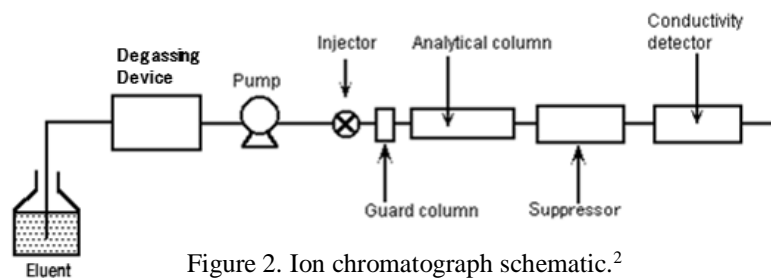 Degassing
Device
Pump
Injector
Analytical column
Conductivity
detector
Guard column
Suppressor
Eluent
Figure 2. Ion chromatograph schematic.²